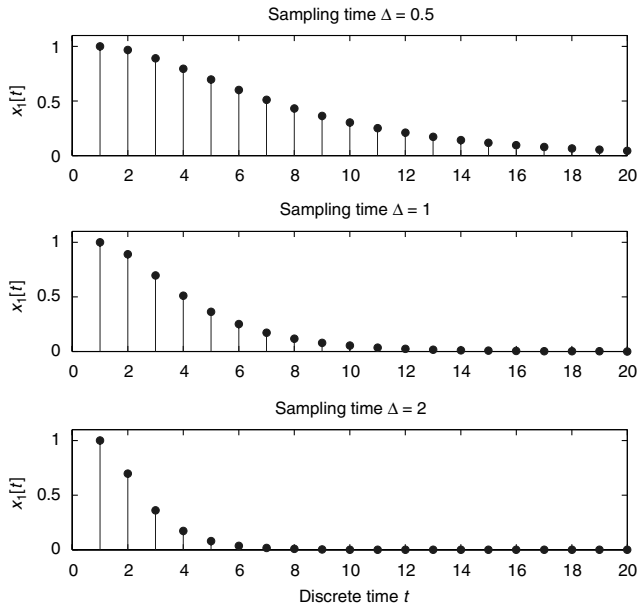 Sampling time Δ = 0.5
1
0.5
0
x1[t]
0 2 4 6 8 10 12 14 16 18 20
Sampling time Δ = 1
1
0.5
0
x1[t]
0 2 4 6 8 10 12 14 16 18 20
Sampling time Δ = 2
1
0.5
0
x1[t]
0 2 4 6 8 10 12 14 16 18 20
Discrete time t